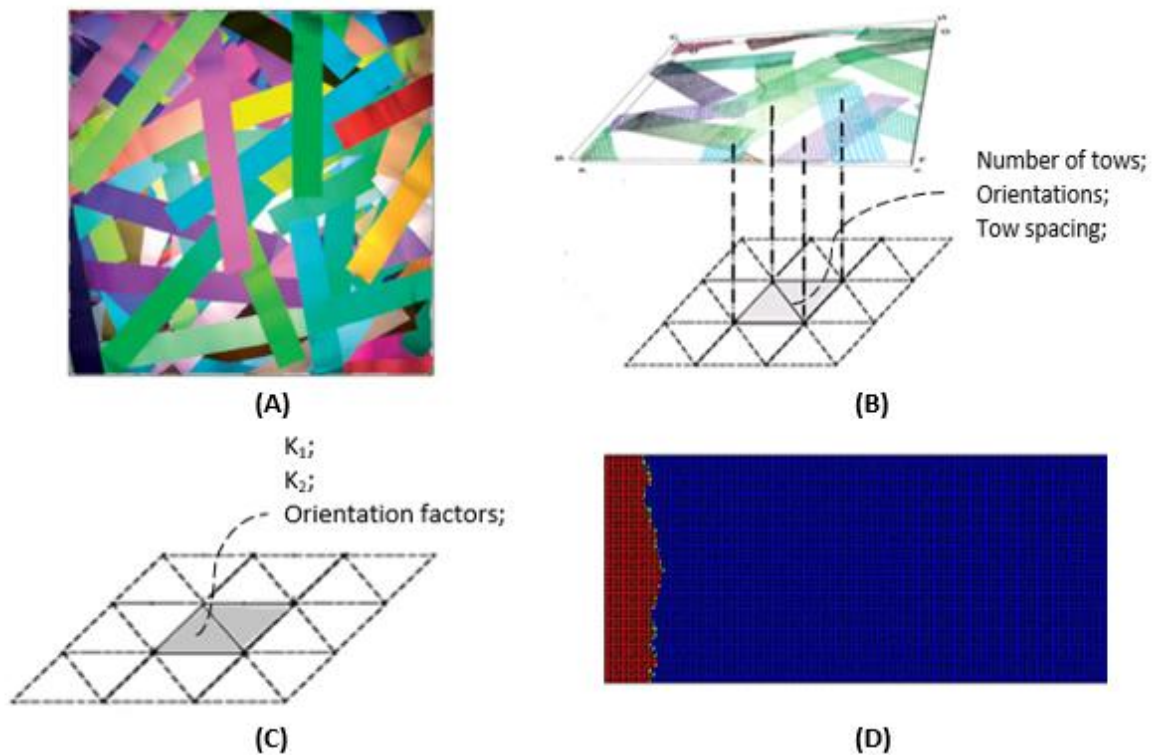 Number of tows;
Orientations;
Tow spacing;
(A)
(B)
K₁;
K₂;
Orientation factors;
(C)
(D)